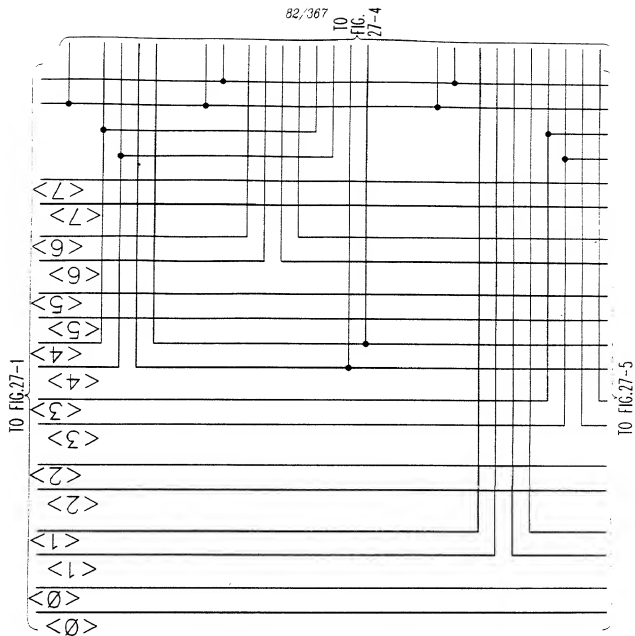 82/367
TO
FIG.
27-4
<7>
<7>
<6>
<6>
<5>
<5>
<4>
<4>
<3>
<3>
<2>
<2>
<1>
<1>
<Ø>
<Ø>
TO FIG.27-1
TO FIG.27-5